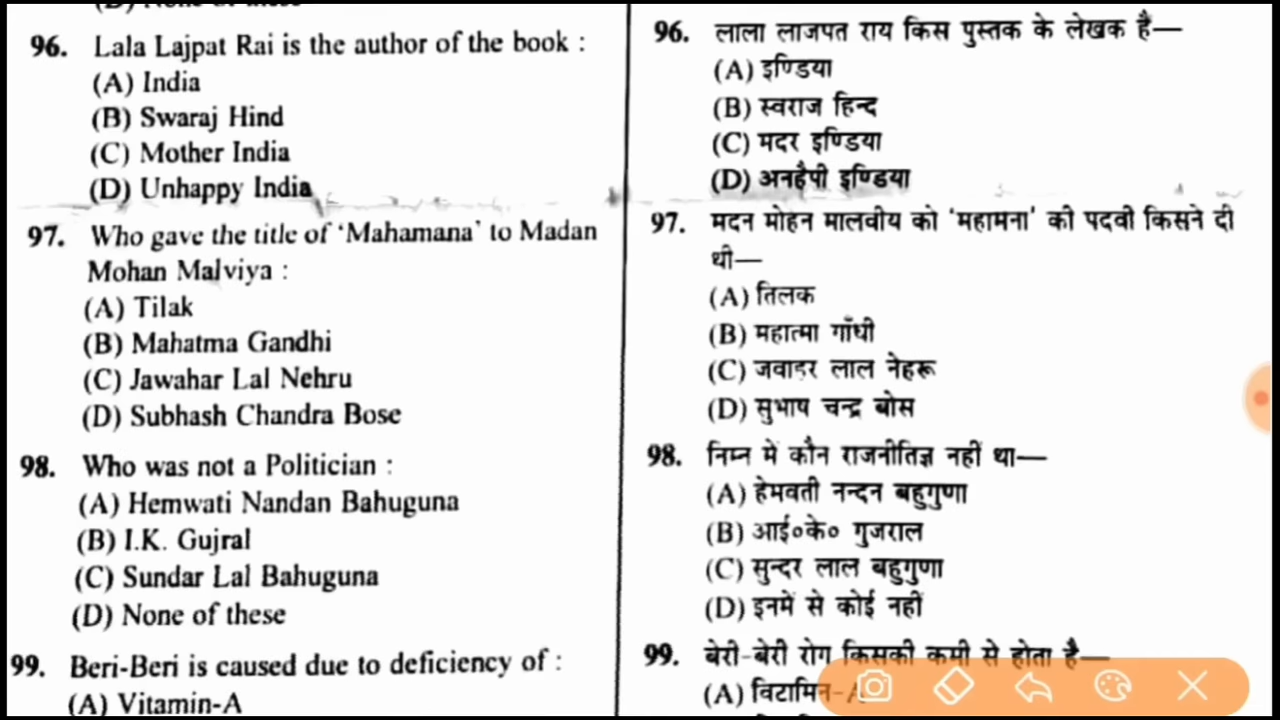 96. Lala Lajpat Rai is the author of the book :
(A) India
(B) Swaraj Hind
(C) Mother India
(D) Unhappy India
97. Who gave the title of ‘Mahamana’ to Madan
Mohan Malviya :
(A) Tilak
(B) Mahatma Gandhi
(C) Jawahar Lal Nehru
(D) Subhash Chandra Bose
98. Who was not a Politician :
(A) Hemwati Nandan Bahuguna
(B) I.K. Gujral
(C) Sundar Lal Bahuguna
(D) None of these
99. Beri-Beri is caused due to deficiency of :
(A) Vitamin-A
96. लाला लाजपत राय किस पुस्तक के लेखक है—
(A) इण्डिया
(B) स्वराज हिन्द
(C) मदर इण्डिया
(D) अनहैपी इण्डिया
97. मदन मोहन मालवीय को ‘महामना’ की पदवी किसने दी
थी—
(A) तिलक
(B) महात्मा गाँधी
(C) जवाहर लाल नेहरू
(D) सुभाष चन्द्र बोस
98. निम्न में कौन राजनीतिज्ञ नहीं था—
(A) हेमवती नन्दन बहुगुणा
(B) आई०के० गुजराल
(C) सुन्दर लाल बहुगुणा
(D) इनमें से कोई नहीं
99. बेरी-बेरी रोग किसकी कमी से होता है—
(A) विटामिन-A